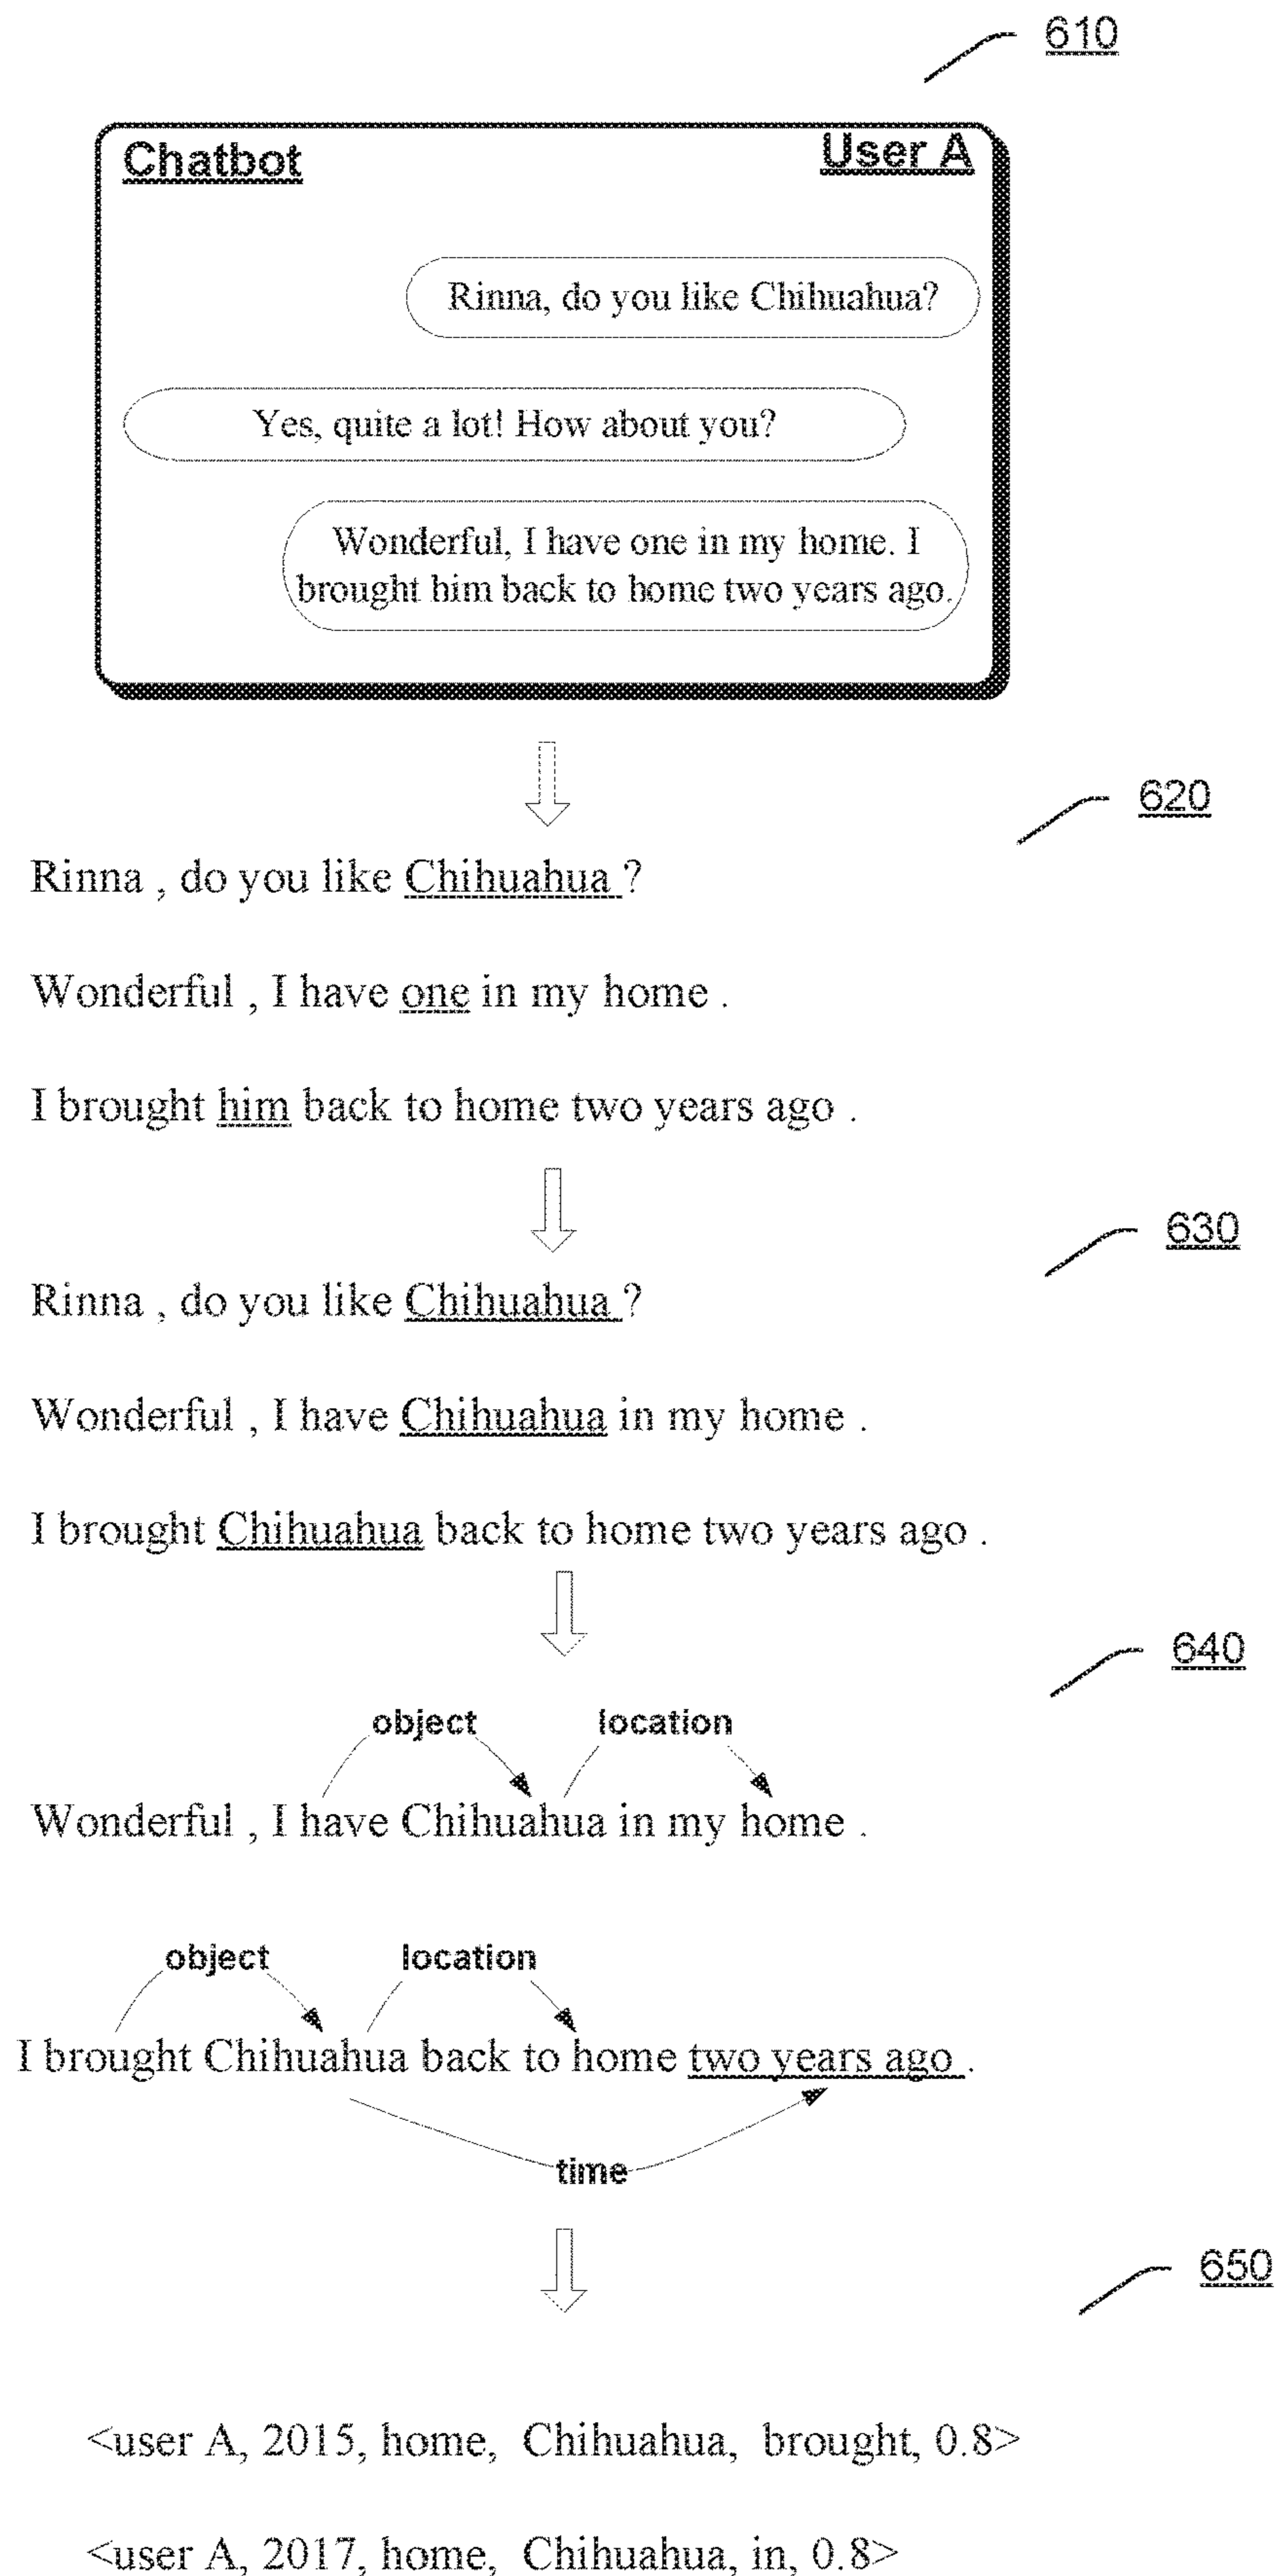 610
Chatbot
User A
Rinna, do you like Chihuahua?
Yes, quite a lot! How about you?
Wonderful, I have one in my home. I
brought him back to home two years ago.
620
Rinna , do you like Chihuahua ?
Wonderful , I have one in my home .
I brought him back to home two years ago .
630
Rinna , do you like Chihuahua ?
Wonderful , I have Chihuahua in my home .
I brought Chihuahua back to home two years ago .
640
object location
Wonderful , I have Chihuahua in my home .
object location
I brought Chihuahua back to home two years ago .
time
650
<user A, 2015, home, Chihuahua, brought, 0.8>
<user A, 2017, home, Chihuahua, in, 0.8>